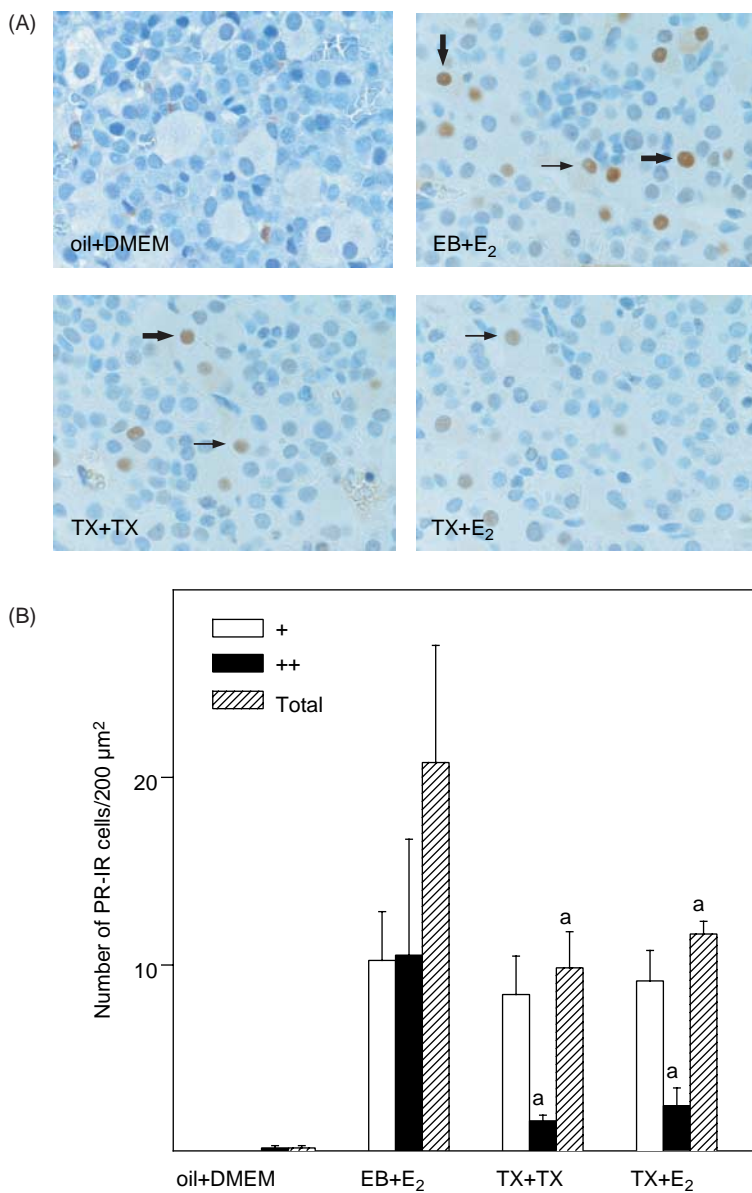 (A)
oil+DMEM
EB+E₂
TX+TX
TX+E₂
(B)
+
++
Total
Number of PR-IR cells/200 µm²
20
10
a
a
a
a
oil+DMEM
EB+E₂
TX+TX
TX+E₂